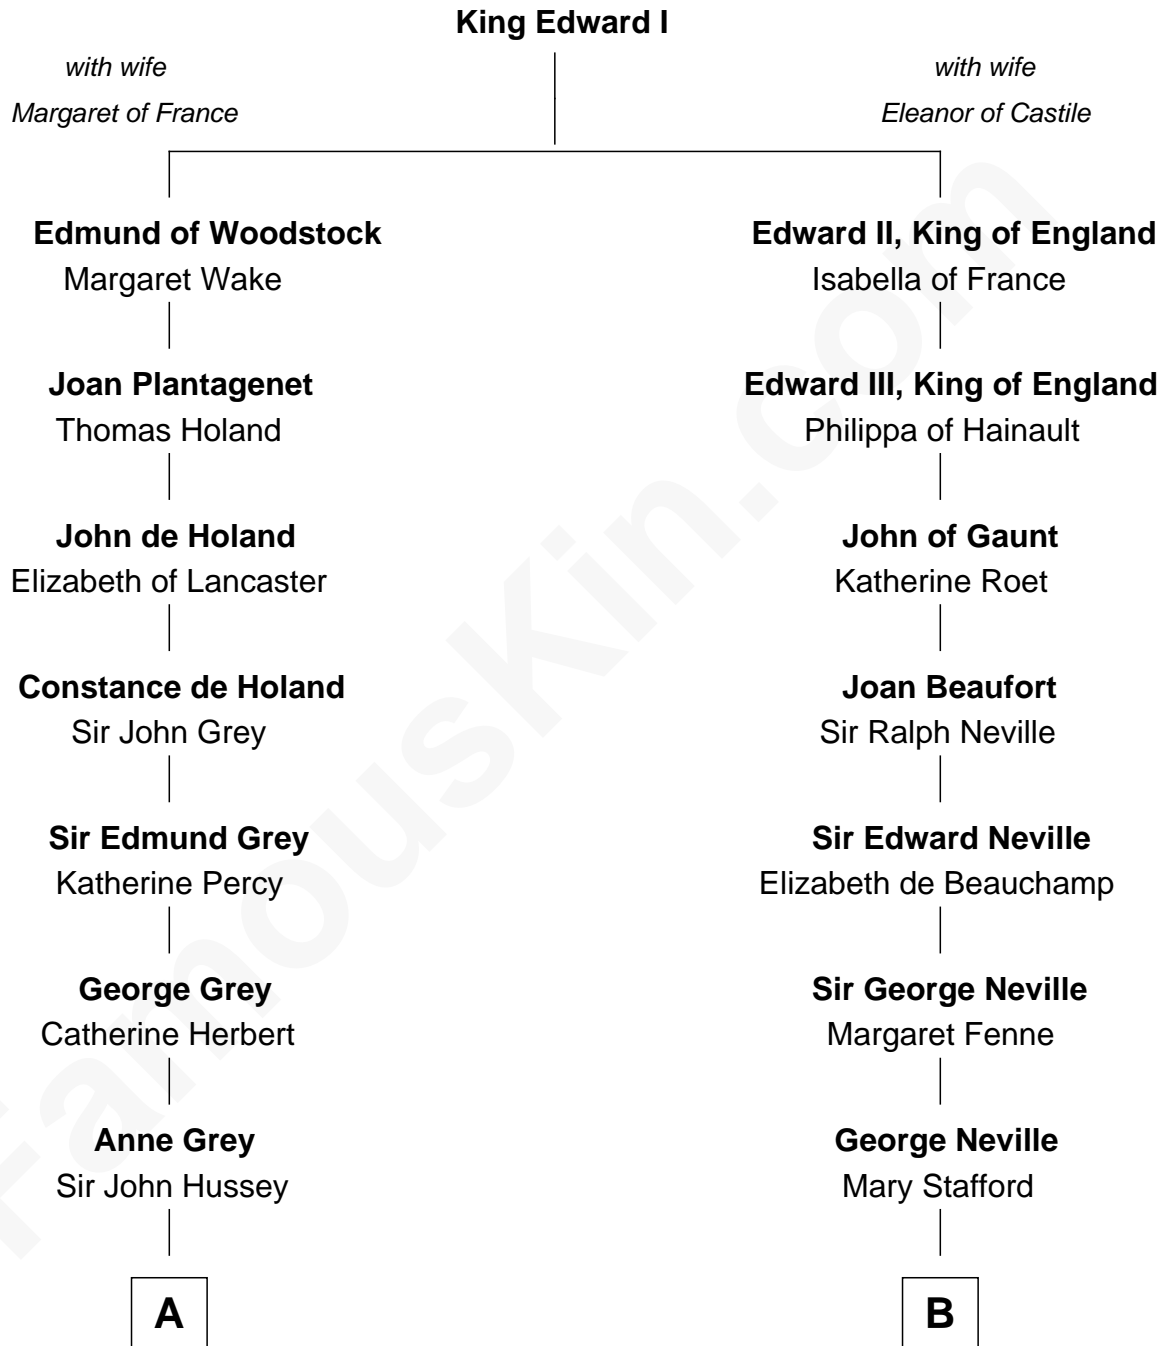 King Edward I
with wife
Margaret of France
with wife
Eleanor of Castile
Edmund of Woodstock
Margaret Wake
Edward II, King of England
Isabella of France
Joan Plantagenet
Thomas Holand
Edward III, King of England
Philippa of Hainault
John de Holand
Elizabeth of Lancaster
John of Gaunt
Katherine Roet
Constance de Holand
Sir John Grey
Joan Beaufort
Sir Ralph Neville
Sir Edmund Grey
Katherine Percy
Sir Edward Neville
Elizabeth de Beauchamp
George Grey
Catherine Herbert
Sir George Neville
Margaret Fenne
Anne Grey
Sir John Hussey
George Neville
Mary Stafford
A
B
FamousKin.com